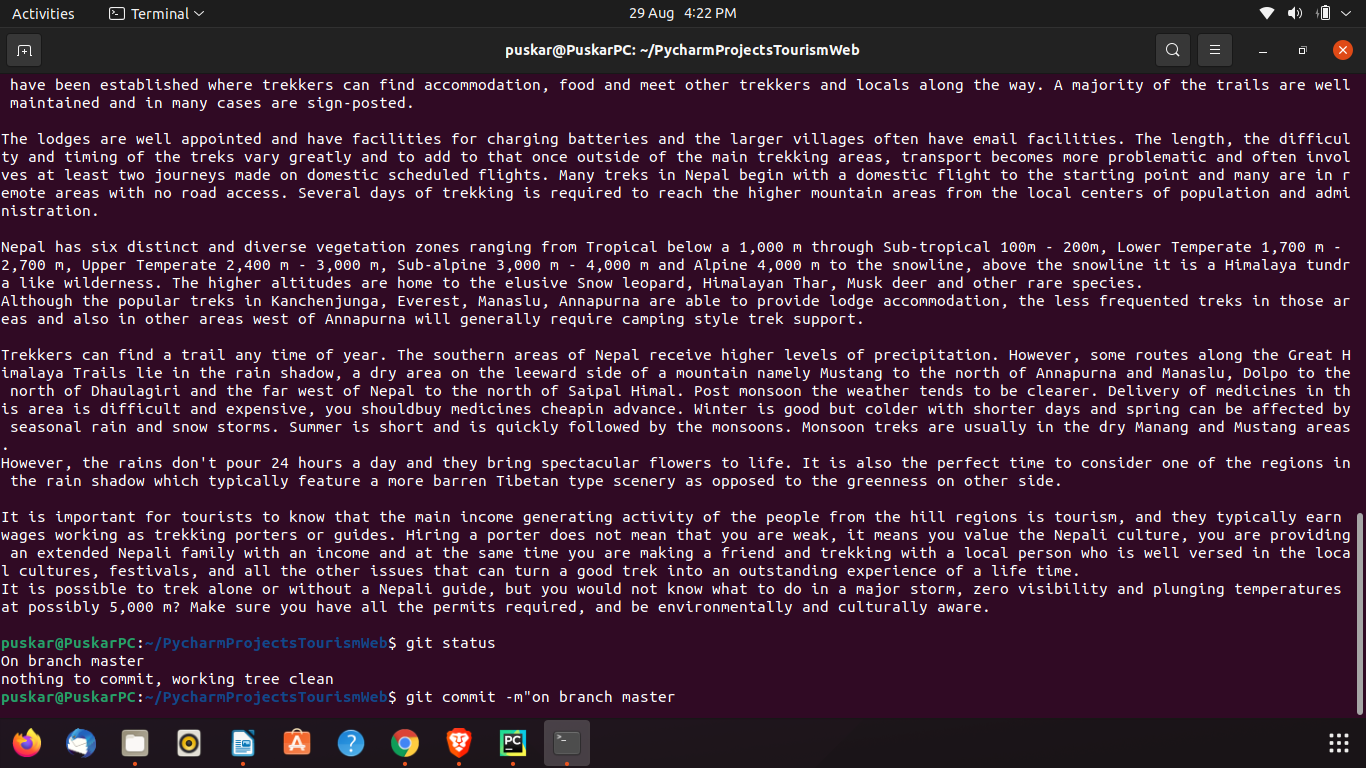 Activities
Terminal
29 Aug 4:22 PM
puskar@PuskarPC: ~/PycharmProjectsTourismWeb
have been established where trekkers can find accommodation, food and meet other trekkers and locals along the way. A majority of the trails are well
maintained and in many cases are sign-posted.
The lodges are well appointed and have facilities for charging batteries and the larger villages often have email facilities. The length, the difficul
ty and timing of the treks vary greatly and to add to that once outside of the main trekking areas, transport becomes more problematic and often invol
ves at least two journeys made on domestic scheduled flights. Many treks in Nepal begin with a domestic flight to the starting point and many are in r
emote areas with no road access. Several days of trekking is required to reach the higher mountain areas from the local centers of population and admi
nistration.
Nepal has six distinct and diverse vegetation zones ranging from Tropical below a 1,000 m through Sub-tropical 100m - 200m, Lower Temperate 1,700 m -
2,700 m, Upper Temperate 2,400 m - 3,000 m, Sub-alpine 3,000 m - 4,000 m and Alpine 4,000 m to the snowline, above the snowline it is a Himalaya tundr
a like wilderness. The higher altitudes are home to the elusive Snow leopard, Himalayan Thar, Musk deer and other rare species.
Although the popular treks in Kanchenjunga, Everest, Manaslu, Annapurna are able to provide lodge accommodation, the less frequented treks in those ar
eas and also in other areas west of Annapurna will generally require camping style trek support.
Trekkers can find a trail any time of year. The southern areas of Nepal receive higher levels of precipitation. However, some routes along the Great H
imalaya Trails lie in the rain shadow, a dry area on the leeward side of a mountain namely Mustang to the north of Annapurna and Manaslu, Dolpo to the
north of Dhaulagiri and the far west of Nepal to the north of Saipal Himal. Post monsoon the weather tends to be clearer. Delivery of medicines in th
is area is difficult and expensive, you shouldbuy medicines cheapin advance. Winter is good but colder with shorter days and spring can be affected by
seasonal rain and snow storms. Summer is short and is quickly followed by the monsoons. Monsoon treks are usually in the dry Manang and Mustang areas
.
However, the rains don't pour 24 hours a day and they bring spectacular flowers to life. It is also the perfect time to consider one of the regions in
the rain shadow which typically feature a more barren Tibetan type scenery as opposed to the greenness on other side.
It is important for tourists to know that the main income generating activity of the people from the hill regions is tourism, and they typically earn
wages working as trekking porters or guides. Hiring a porter does not mean that you are weak, it means you value the Nepali culture, you are providing
an extended Nepali family with an income and at the same time you are making a friend and trekking with a local person who is well versed in the loca
l cultures, festivals, and all the other issues that can turn a good trek into an outstanding experience of a life time.
It is possible to trek alone or without a Nepali guide, but you would not know what to do in a major storm, zero visibility and plunging temperatures
at possibly 5,000 m? Make sure you have all the permits required, and be environmentally and culturally aware.
puskar@PuskarPC:~/PycharmProjectsTourismWeb$ git status
On branch master
nothing to commit, working tree clean
puskar@PuskarPC:~/PycharmProjectsTourismWeb$ git commit -m"on branch master
PC